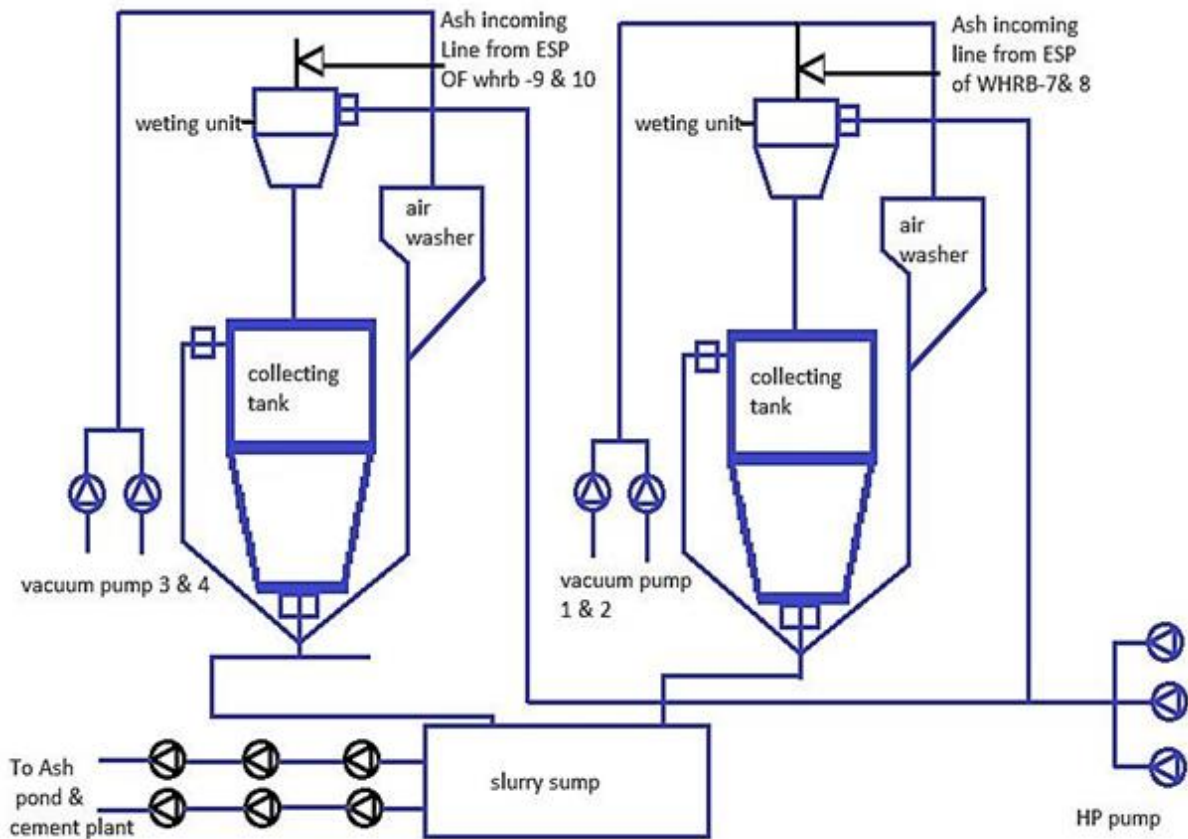 Ash incoming
Line from ESP
OF whrb -9 & 10
weting unit
air
washer
collecting
tank
vacuum pump 3 & 4
Ash incoming
line from ESP
of WHRB-7& 8
weting unit
air
washer
collecting
tank
vacuum pump
1 & 2
To Ash
pond &
cement plant
slurry sump
HP pump